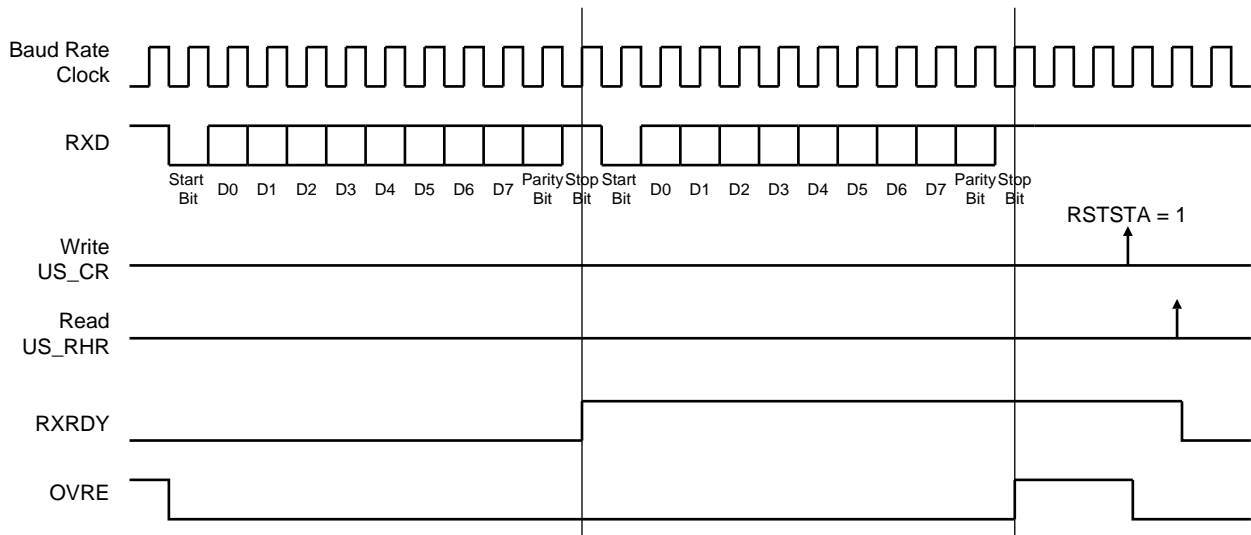 Baud Rate
Clock
RXD
Start
Bit
D0
D1
D2
D3
D4
D5
D6
D7
Parity
Bit
Stop
Bit
Start
Bit
D0
D1
D2
D3
D4
D5
D6
D7
Parity
Bit
Stop
Bit
RSTSTA = 1
Write
US_CR
Read
US_RHR
RXRDY
OVRE